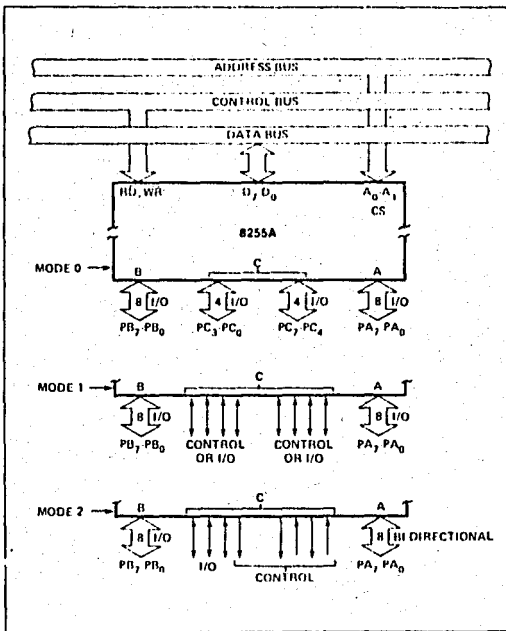 ADDRESS BUS
CONTROL BUS
DATA BUS
RD, WR D7 D0 A0-A1
CS
8255A
MODE 0 B C A
8 I/O 4 I/O 4 I/O 8 I/O
PB7-PB0 PC3-PC0 PC7-PC4 PA7-PA0
MODE 1 B C A
8 I/O 8 I/O
PB7-PB0 CONTROL OR I/O CONTROL OR I/O PA7-PA0
MODE 2 B C A
8 I/O 8 BI DIRECTIONAL
PB7-PB0 I/O CONTROL PA7-PA0